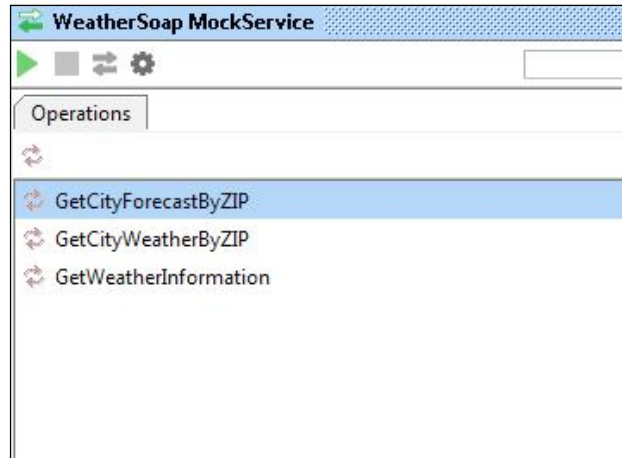 WeatherSoap MockService
Operations
GetCityForecastByZIP
GetCityWeatherByZIP
GetWeatherInformation